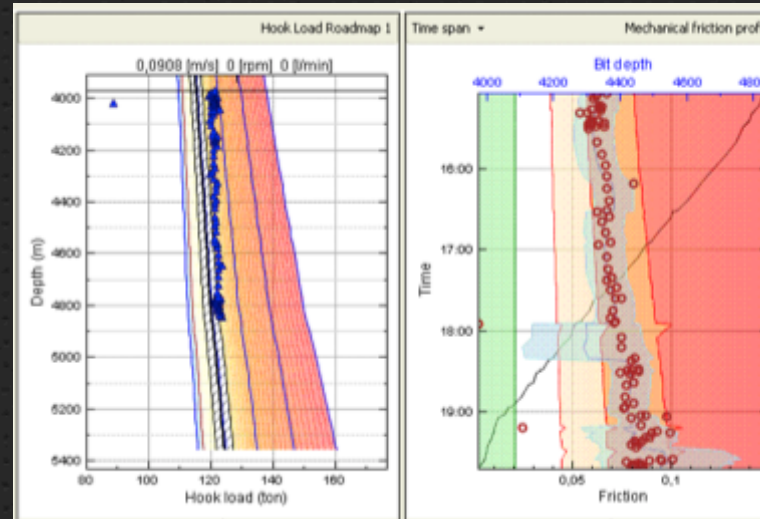 Hook Load Roadmap 1
0,0908 [m/s] 0 [rpm] 0 [l/min]
4000
4200
4400
4600
4800
5000
5200
5400
Depth (m)
80 100 120 140 160
Hook load (ton)
Time span
Mechanical friction prof
Bit depth
4000 4200 4400 4600 480
16:00
17:00
18:00
19:00
Time
0,05 0,1
Friction